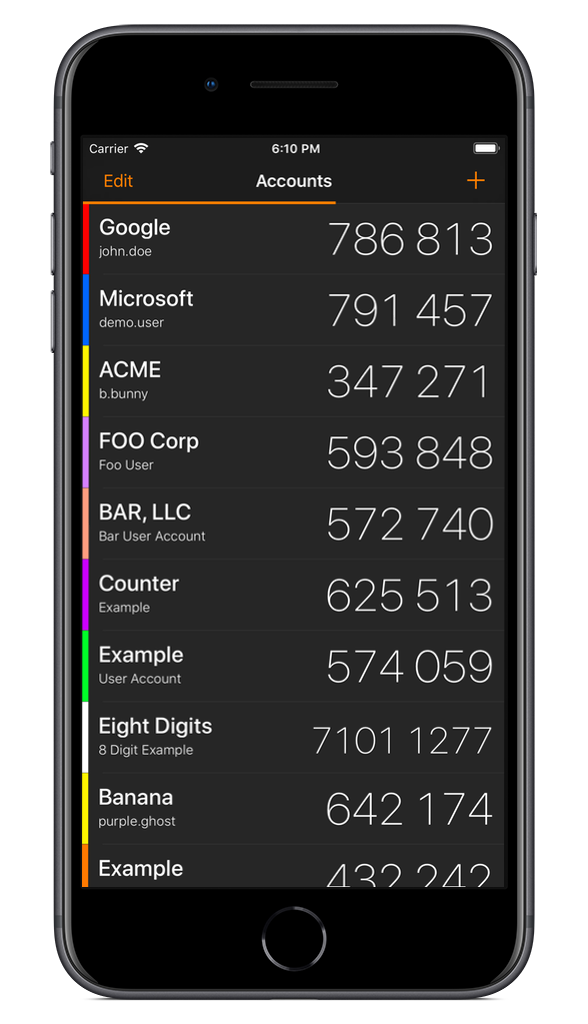 Carrier 6:10 PM
Edit Accounts +
Google
john.doe
786 813
Microsoft
demo.user
791 457
ACME
b.bunny
347 271
FOO Corp
Foo User
593 848
BAR, LLC
Bar User Account
572 740
Counter
Example
625 513
Example
User Account
574 059
Eight Digits
8 Digit Example
7101 1277
Banana
purple.ghost
642 174
Example
432 242